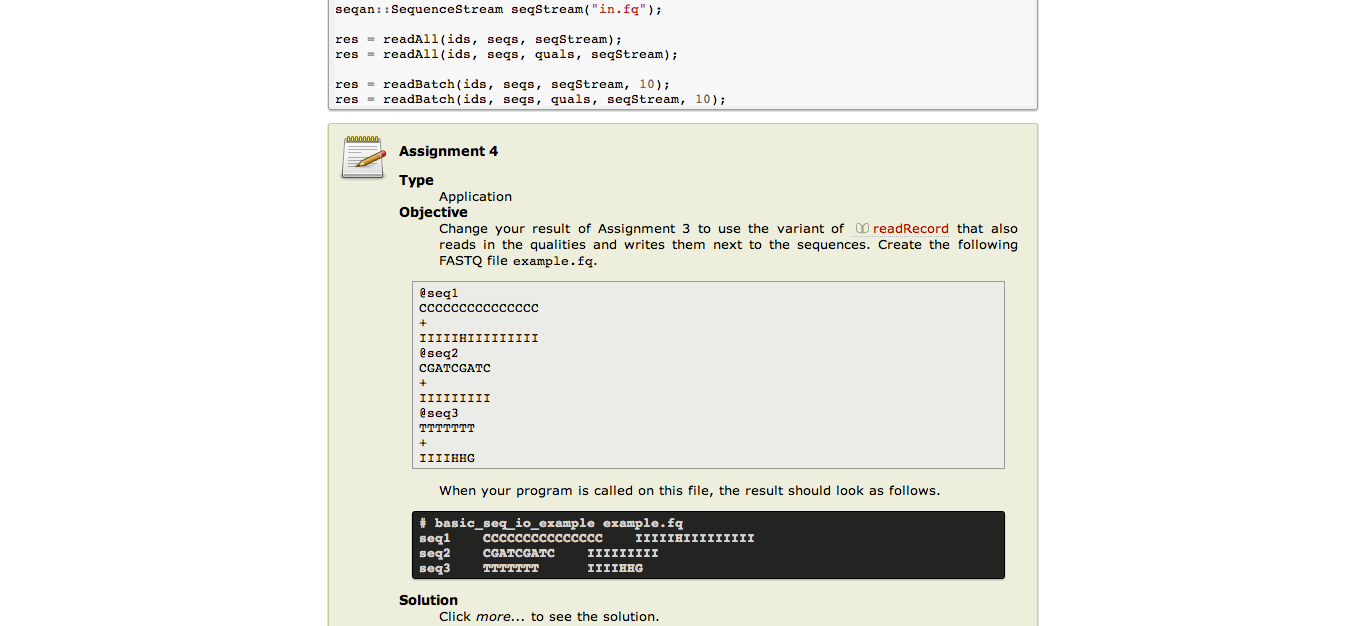 seqan::SequenceStream seqStream("in.fq");
res = readAll(ids, seqs, seqStream);
res = readAll(ids, seqs, quals, seqStream);
res = readBatch(ids, seqs, seqStream, 10);
res = readBatch(ids, seqs, quals, seqStream, 10);
Assignment 4
Type
Application
Objective
Change your result of Assignment 3 to use the variant of readRecord that also
reads in the qualities and writes them next to the sequences. Create the following
FASTQ file example.fq.
@seq1
CCCCCCCCCCCCCCC
+
IIIIIHIIIIIIIII
@seq2
CGATCGATC
+
IIIIIIIII
@seq3
TTTTTTT
+
IIIIHHG
When your program is called on this file, the result should look as follows.
# basic_seq_io_example example.fq
seq1    CCCCCCCCCCCCCCC    IIIIIHIIIIIIIII
seq2    CGATCGATC    IIIIIIIII
seq3    TTTTTTT      IIIIHHG
Solution
Click more... to see the solution.